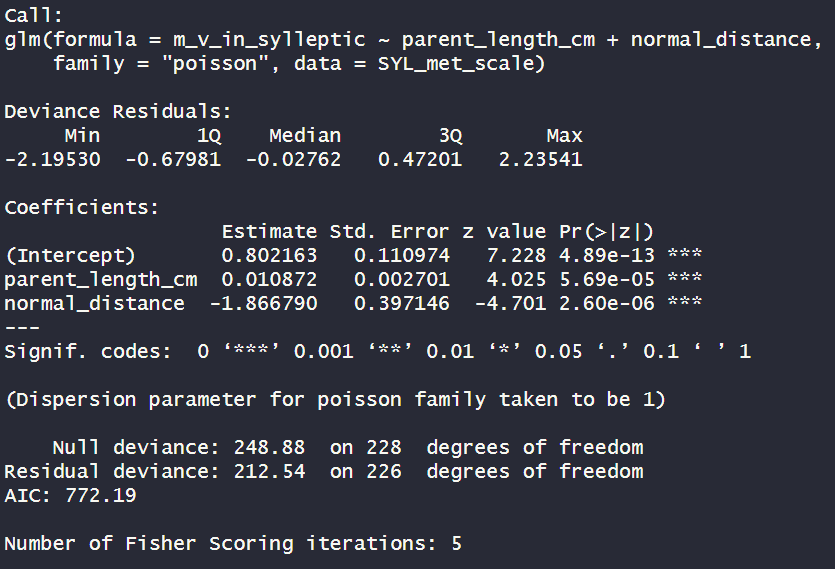 Call:
glm(formula = m_v_in_sylleptic ~ parent_length_cm + normal_distance,
    family = "poisson", data = SYL_met_scale)

Deviance Residuals:
     Min        1Q    Median        3Q       Max
-2.19530  -0.67981  -0.02762   0.47201   2.23541

Coefficients:
                  Estimate Std. Error z value Pr(>|z|)
(Intercept)       0.802163   0.110974   7.228 4.89e-13 ***
parent_length_cm  0.010872   0.002701   4.025 5.69e-05 ***
normal_distance  -1.866790   0.397146  -4.701 2.60e-06 ***
---
Signif. codes:  0 ‘***’ 0.001 ‘**’ 0.01 ‘*’ 0.05 ‘.’ 0.1 ‘ ’ 1

(Dispersion parameter for poisson family taken to be 1)

    Null deviance: 248.88  on 228  degrees of freedom
Residual deviance: 212.54  on 226  degrees of freedom
AIC: 772.19

Number of Fisher Scoring iterations: 5